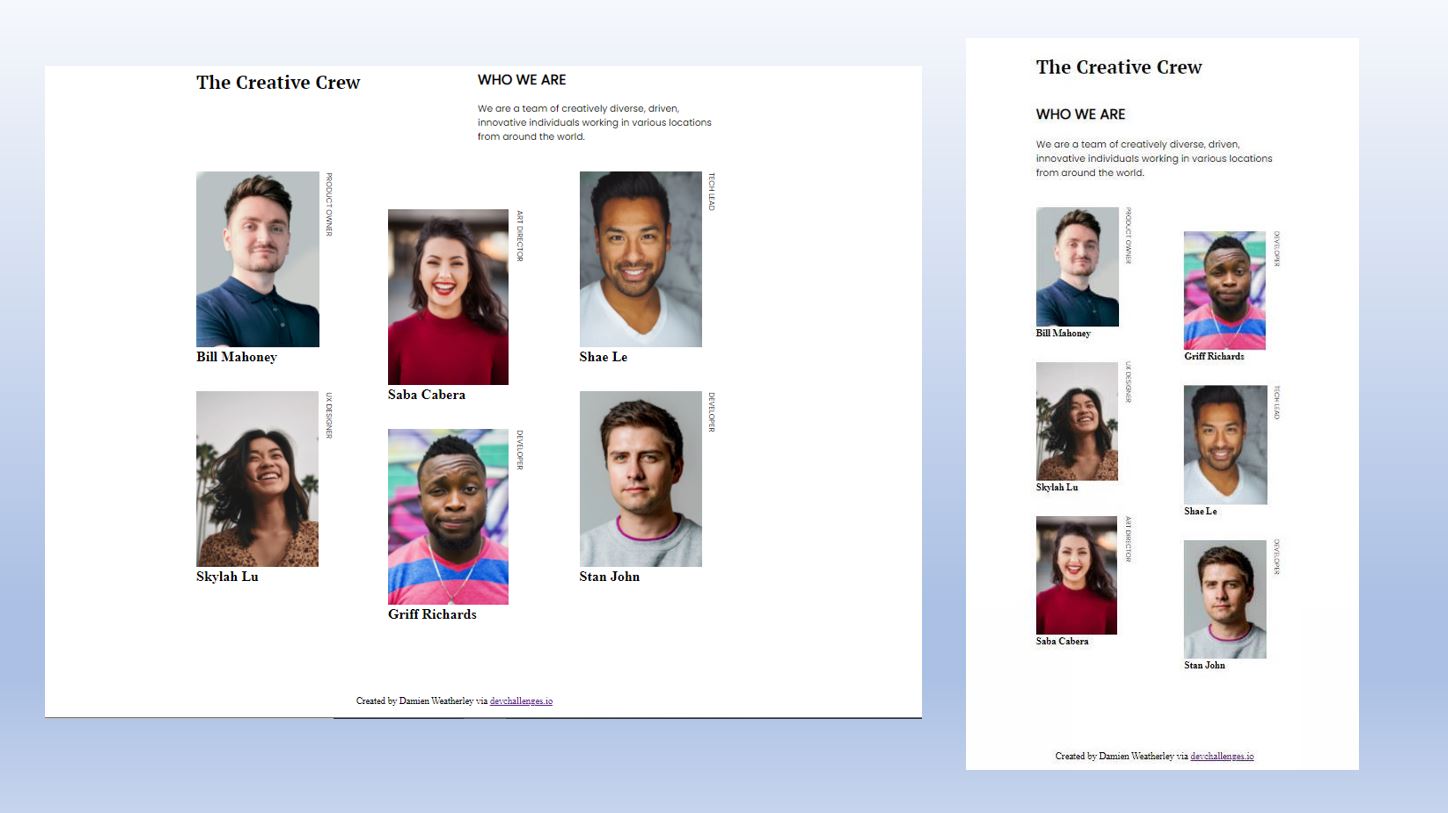 The Creative Crew
WHO WE ARE
We are a team of creatively diverse, driven,
innovative individuals working in various locations
from around the world.
PRODUCT OWNER
Bill Mahoney
ART DIRECTOR
Saba Cabera
TECH LEAD
Shae Le
UX DESIGNER
Skylah Lu
DEVELOPER
Griff Richards
DEVELOPER
Stan John
Created by Damien Weatherley via devchallenges.io
The Creative Crew
WHO WE ARE
We are a team of creatively diverse, driven,
innovative individuals working in various locations
from around the world.
PRODUCT OWNER
Bill Mahoney
DEVELOPER
Griff Richards
UX DESIGNER
Skylah Lu
TECH LEAD
Shae Le
ART DIRECTOR
Saba Cabera
DEVELOPER
Stan John
Created by Damien Weatherley via devchallenges.io